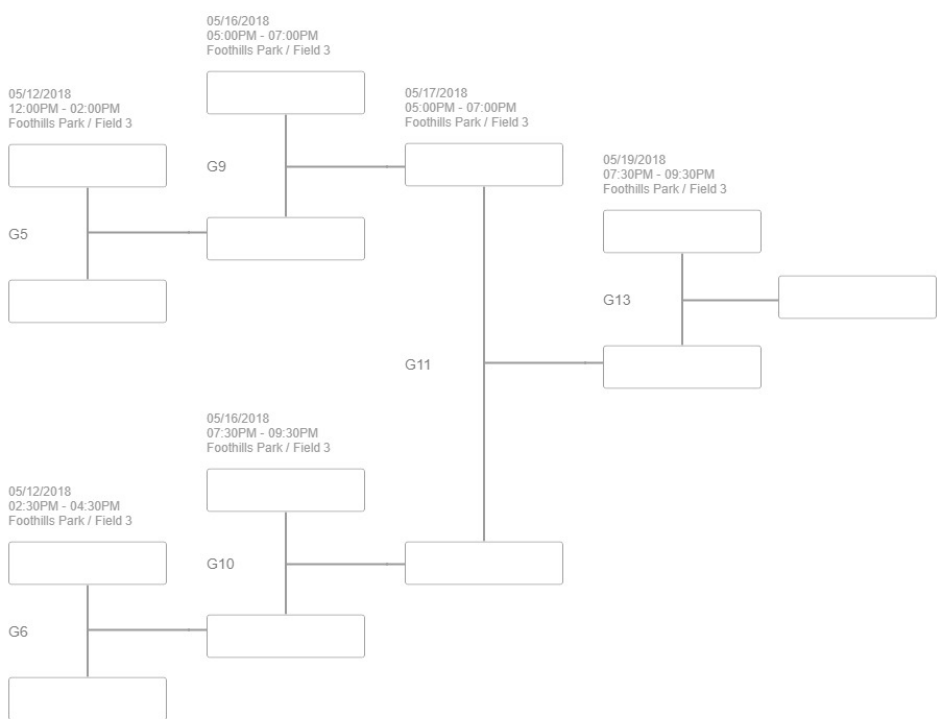 05/16/2018
05:00PM - 07:00PM
Foothills Park / Field 3
05/12/2018
12:00PM - 02:00PM
Foothills Park / Field 3
05/17/2018
05:00PM - 07:00PM
Foothills Park / Field 3
G9
05/19/2018
07:30PM - 09:30PM
Foothills Park / Field 3
G5
G13
G11
05/16/2018
07:30PM - 09:30PM
Foothills Park / Field 3
05/12/2018
02:30PM - 04:30PM
Foothills Park / Field 3
G10
G6